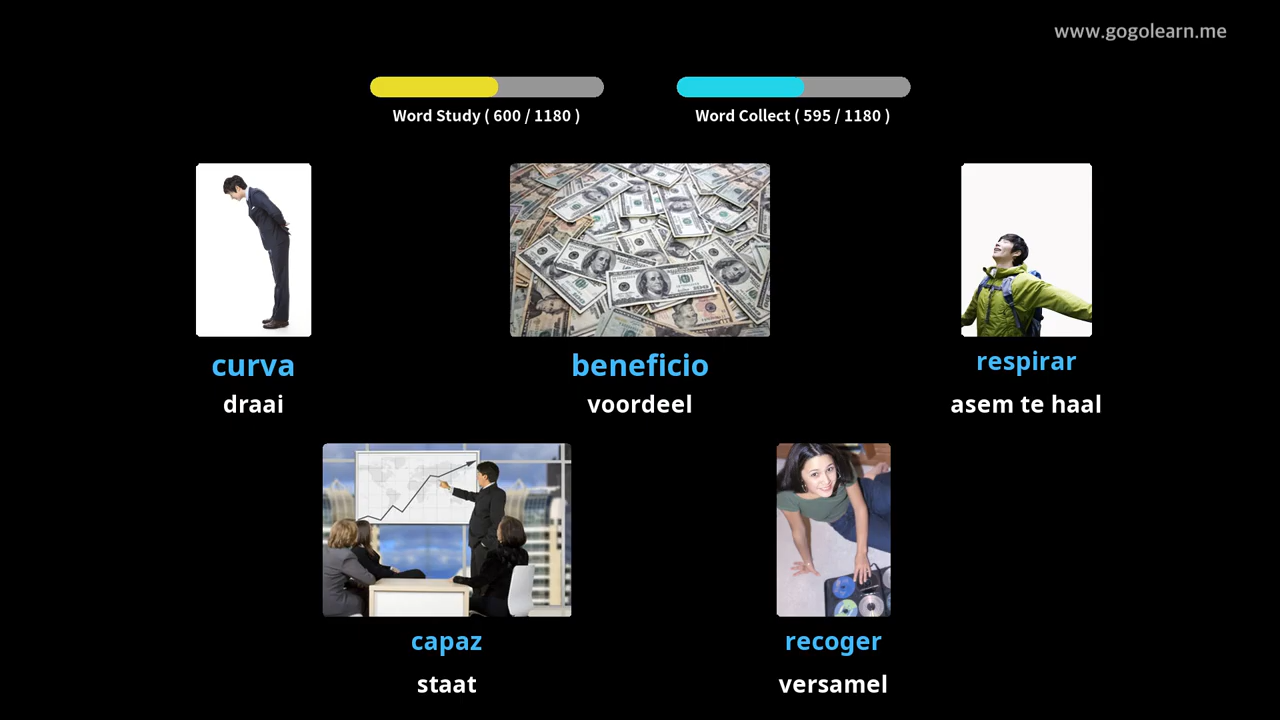 www.gogolearn.me
Word Study ( 600 / 1180 )
Word Collect ( 595 / 1180 )
curva
draai
beneficio
voordeel
respirar
asem te haal
capaz
staat
recoger
versamel